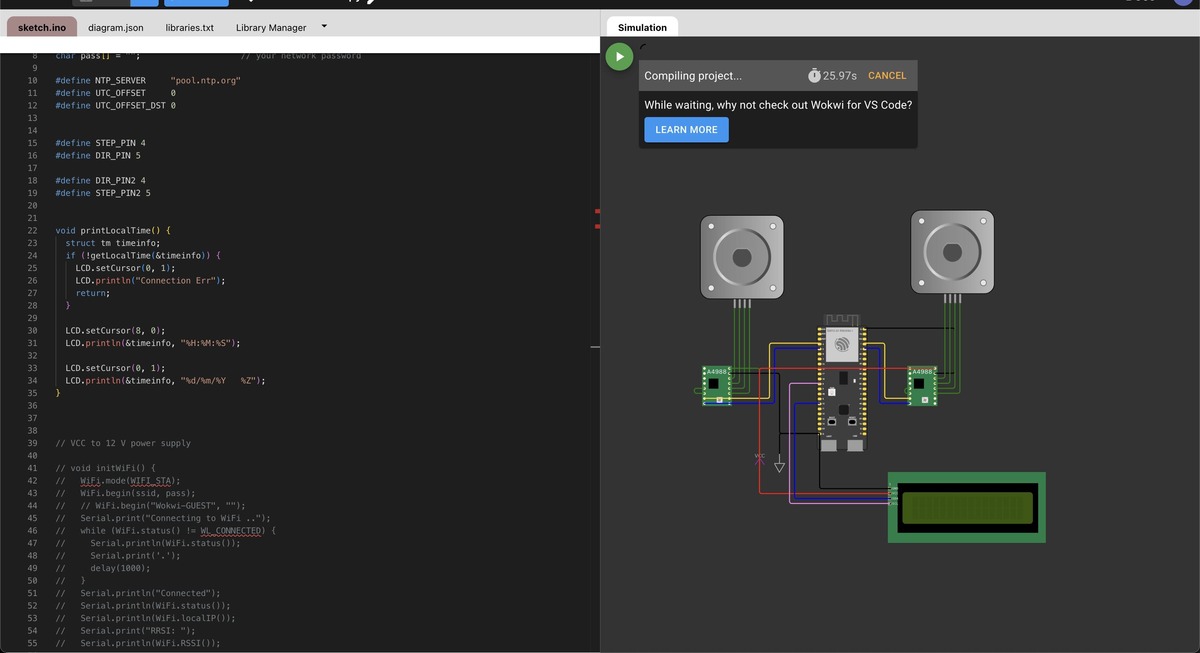 sketch.ino diagram.json libraries.txt Library Manager
8 char pass[] = ""; // your network password
9
10 #define NTP_SERVER "pool.ntp.org"
11 #define UTC_OFFSET 0
12 #define UTC_OFFSET_DST 0
13
14
15 #define STEP_PIN 4
16 #define DIR_PIN 5
17
18 #define DIR_PIN2 4
19 #define STEP_PIN2 5
20
21
22 void printLocalTime() {
23 struct tm timeinfo;
24 if (!getLocalTime(&timeinfo)) {
25 LCD.setCursor(0, 1);
26 LCD.println("Connection Err");
27 return;
28 }
29
30 LCD.setCursor(8, 0);
31 LCD.println(&timeinfo, "%H:%M:%S");
32
33 LCD.setCursor(0, 1);
34 LCD.println(&timeinfo, "%d/%m/%Y %Z");
35 }
36
37
38
39 // VCC to 12 V power supply
40
41 // void initWiFi() {
42 // WiFi.mode(WIFI_STA);
43 // WiFi.begin(ssid, pass);
44 // // WiFi.begin("Wokwi-GUEST", "");
45 // Serial.print("Connecting to WiFi ..");
46 // while (WiFi.status() != WL_CONNECTED) {
47 // Serial.println(WiFi.status());
48 // Serial.print('.');
49 // delay(1000);
50 // }
51 // Serial.println("Connected");
52 // Serial.println(WiFi.status());
53 // Serial.println(WiFi.localIP());
54 // Serial.print("RRSI: ");
55 // Serial.println(WiFi.RSSI());
Simulation
Compiling project... 25.97s CANCEL
While waiting, why not check out Wokwi for VS Code?
LEARN MORE
A4988
A4988
VCC